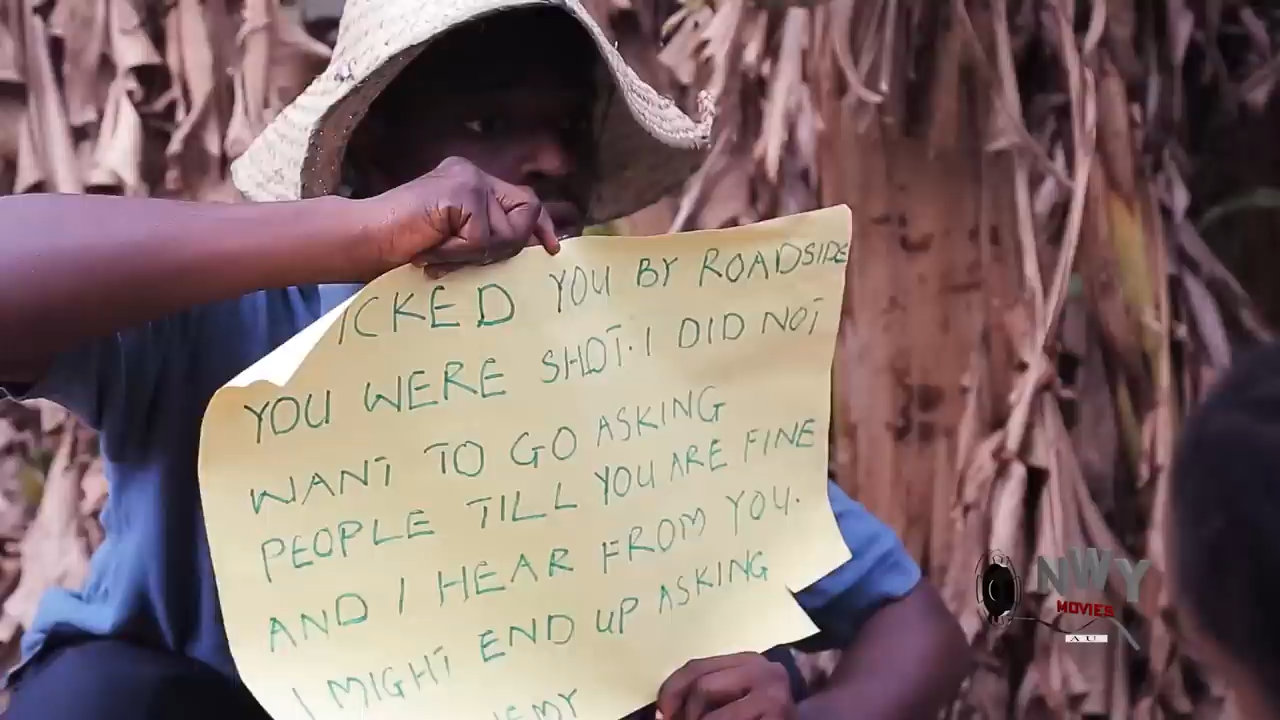 ICKED YOU BY ROADSIDE
YOU WERE SHOT. I DID NOT
WANT TO GO ASKING
PEOPLE TILL YOU ARE FINE
AND I HEAR FROM YOU.
I MIGHT END UP ASKING
EMY
NWY
MOVIES
AU